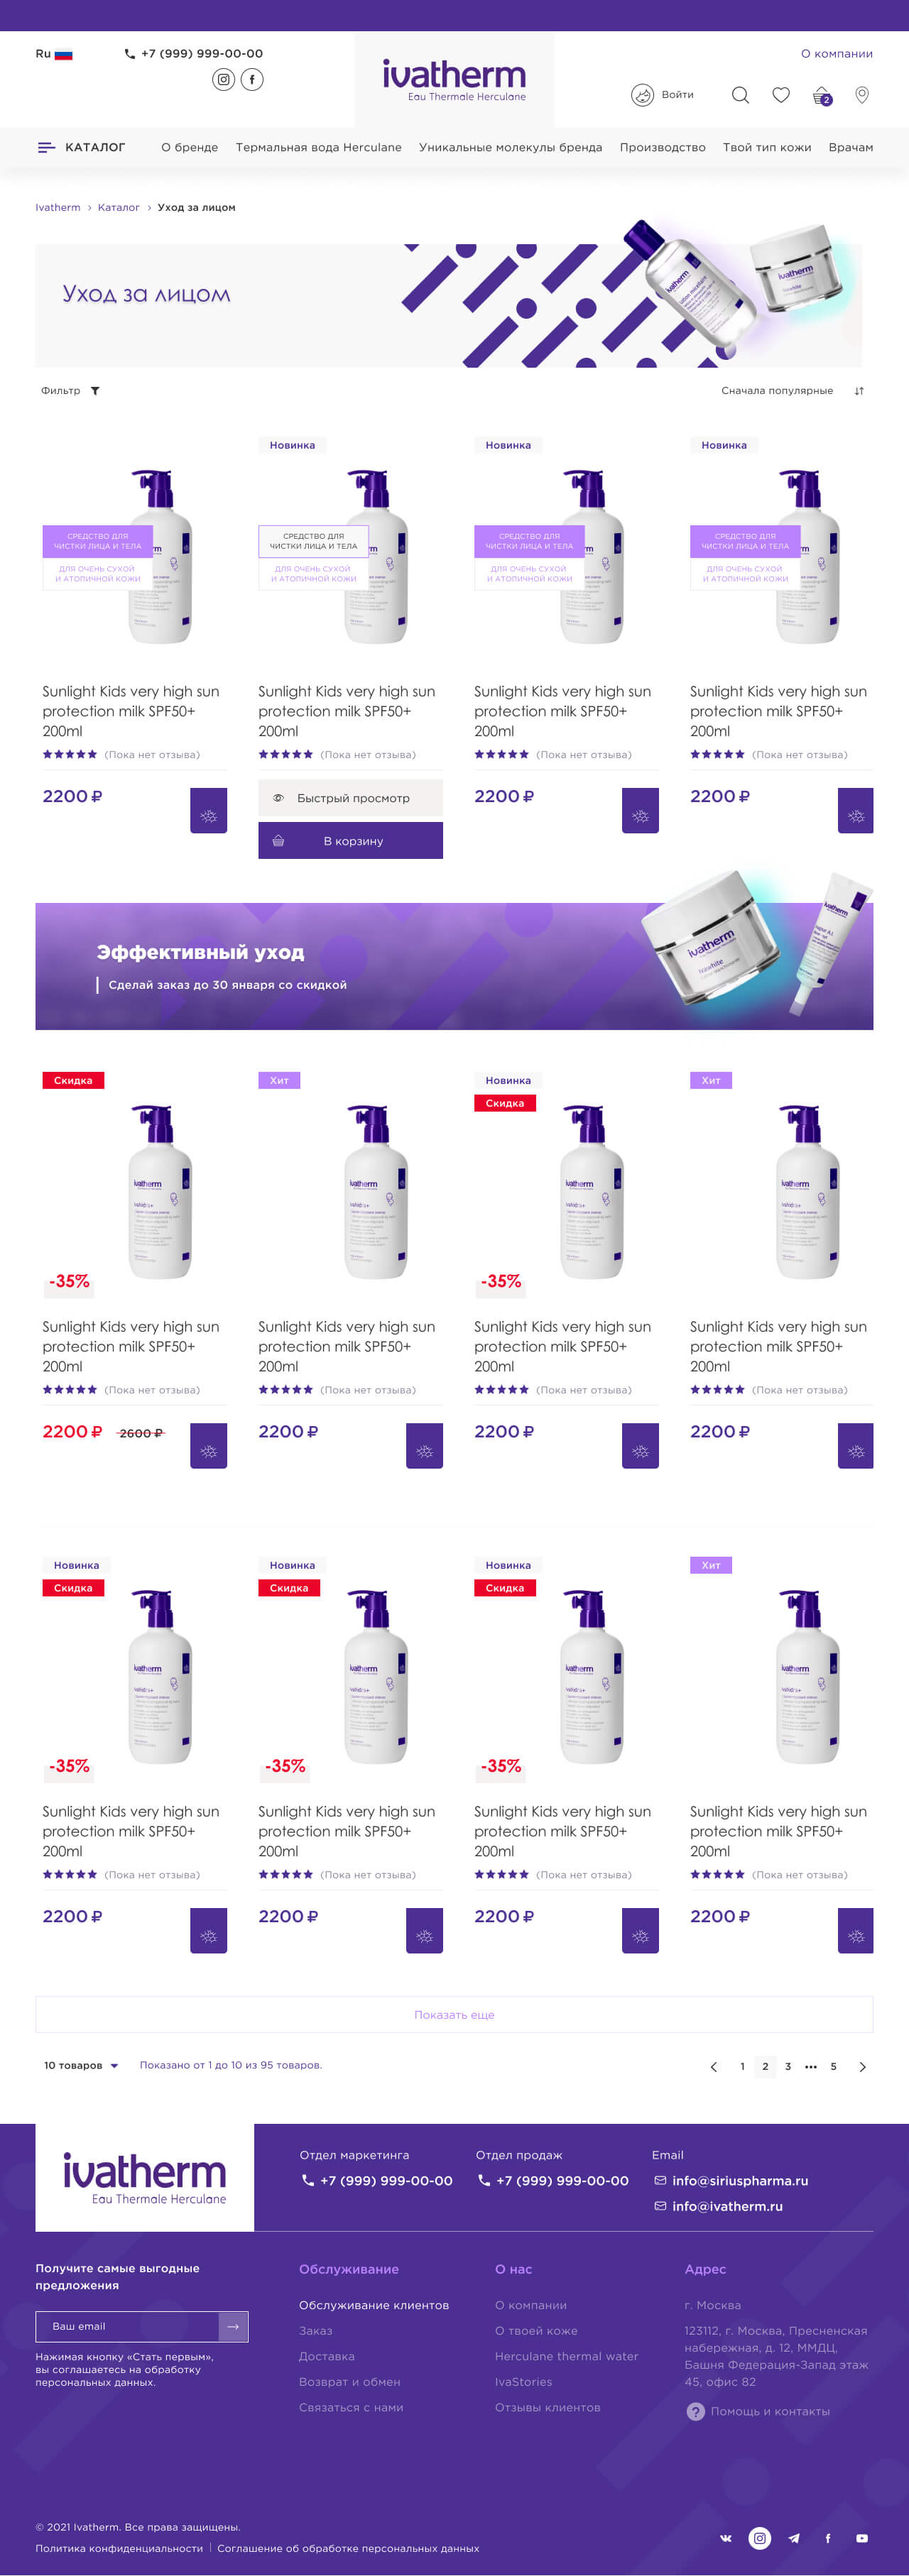 Ru
+7 (999) 999-00-00
ivatherm
Eau Thermale Herculane
О компании
Войти
2
КАТАЛОГ
О бренде
Термальная вода Herculane
Уникальные молекулы бренда
Производство
Твой тип кожи
Врачам
Ivatherm > Каталог > Уход за лицом
Уход за лицом
ivatherm
ivatherm
Фильтр
Сначала популярные
СРЕДСТВО ДЛЯ
ЧИСТКИ ЛИЦА И ТЕЛА
ДЛЯ ОЧЕНЬ СУХОЙ
И АТОПИЧНОЙ КОЖИ
Sunlight Kids very high sun
protection milk SPF50+
200ml
(Пока нет отзыва)
2200 ₽
Новинка
СРЕДСТВО ДЛЯ
ЧИСТКИ ЛИЦА И ТЕЛА
ДЛЯ ОЧЕНЬ СУХОЙ
И АТОПИЧНОЙ КОЖИ
Sunlight Kids very high sun
protection milk SPF50+
200ml
(Пока нет отзыва)
Быстрый просмотр
В корзину
Новинка
СРЕДСТВО ДЛЯ
ЧИСТКИ ЛИЦА И ТЕЛА
ДЛЯ ОЧЕНЬ СУХОЙ
И АТОПИЧНОЙ КОЖИ
Sunlight Kids very high sun
protection milk SPF50+
200ml
(Пока нет отзыва)
2200 ₽
Новинка
СРЕДСТВО ДЛЯ
ЧИСТКИ ЛИЦА И ТЕЛА
ДЛЯ ОЧЕНЬ СУХОЙ
И АТОПИЧНОЙ КОЖИ
Sunlight Kids very high sun
protection milk SPF50+
200ml
(Пока нет отзыва)
2200 ₽
Эффективный уход
Сделай заказ до 30 января со скидкой
ivatherm
ivatherm
Скидка
ivatherm
-35%
Sunlight Kids very high sun
protection milk SPF50+
200ml
(Пока нет отзыва)
2200 ₽
2600 ₽
Хит
ivatherm
Sunlight Kids very high sun
protection milk SPF50+
200ml
(Пока нет отзыва)
2200 ₽
Новинка
Скидка
ivatherm
-35%
Sunlight Kids very high sun
protection milk SPF50+
200ml
(Пока нет отзыва)
2200 ₽
Хит
ivatherm
Sunlight Kids very high sun
protection milk SPF50+
200ml
(Пока нет отзыва)
2200 ₽
Новинка
Скидка
ivatherm
-35%
Sunlight Kids very high sun
protection milk SPF50+
200ml
(Пока нет отзыва)
2200 ₽
Новинка
Скидка
ivatherm
-35%
Sunlight Kids very high sun
protection milk SPF50+
200ml
(Пока нет отзыва)
2200 ₽
Новинка
Скидка
ivatherm
-35%
Sunlight Kids very high sun
protection milk SPF50+
200ml
(Пока нет отзыва)
2200 ₽
Хит
ivatherm
Sunlight Kids very high sun
protection milk SPF50+
200ml
(Пока нет отзыва)
2200 ₽
Показать еще
10 товаров
Показано от 1 до 10 из 95 товаров.
1 2 3 ••• 5
ivatherm
Eau Thermale Herculane
Отдел маркетинга
+7 (999) 999-00-00
Отдел продаж
+7 (999) 999-00-00
Email
info@siriuspharma.ru
info@ivatherm.ru
Получите самые выгодные
предложения
Ваш email
Нажимая кнопку «Стать первым»,
вы соглашаетесь на обработку
персональных данных.
Обслуживание
Обслуживание клиентов
Заказ
Доставка
Возврат и обмен
Связаться с нами
О нас
О компании
О твоей коже
Herculane thermal water
IvaStories
Отзывы клиентов
Адрес
г. Москва
123112, г. Москва, Пресненская
набережная, д. 12, ММДЦ,
Башня Федерация-Запад этаж
45, офис 82
Помощь и контакты
© 2021 Ivatherm. Все права защищены.
Политика конфиденциальности | Соглашение об обработке персональных данных